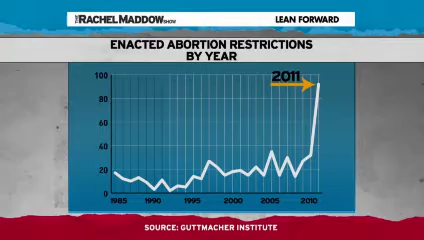 THE RACHEL MADDOW SHOW
LEAN FORWARD
ENACTED ABORTION RESTRICTIONS
BY YEAR
2011
100
80
60
40
20
0
1985 1990 1995 2000 2005 2010
SOURCE: GUTTMACHER INSTITUTE